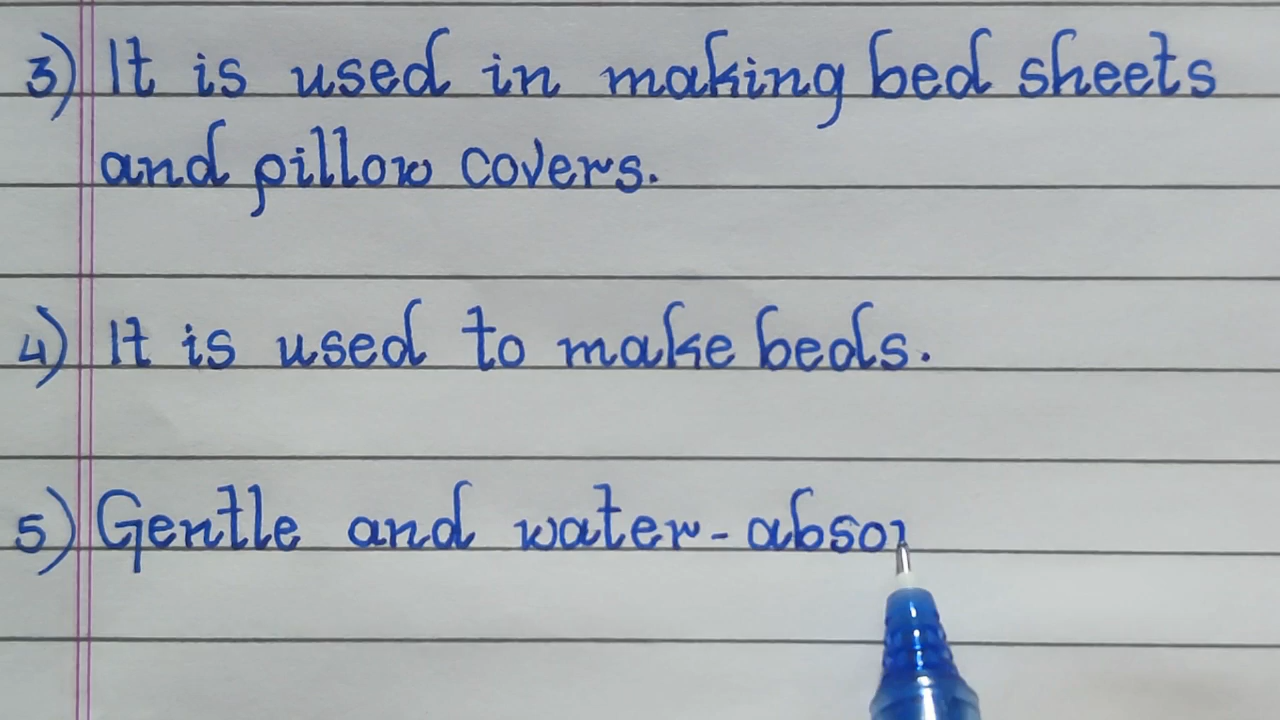 3) It is used in making bed sheets
and pillow covers.
4) It is used to make beds.
5) Gentle and water-absor